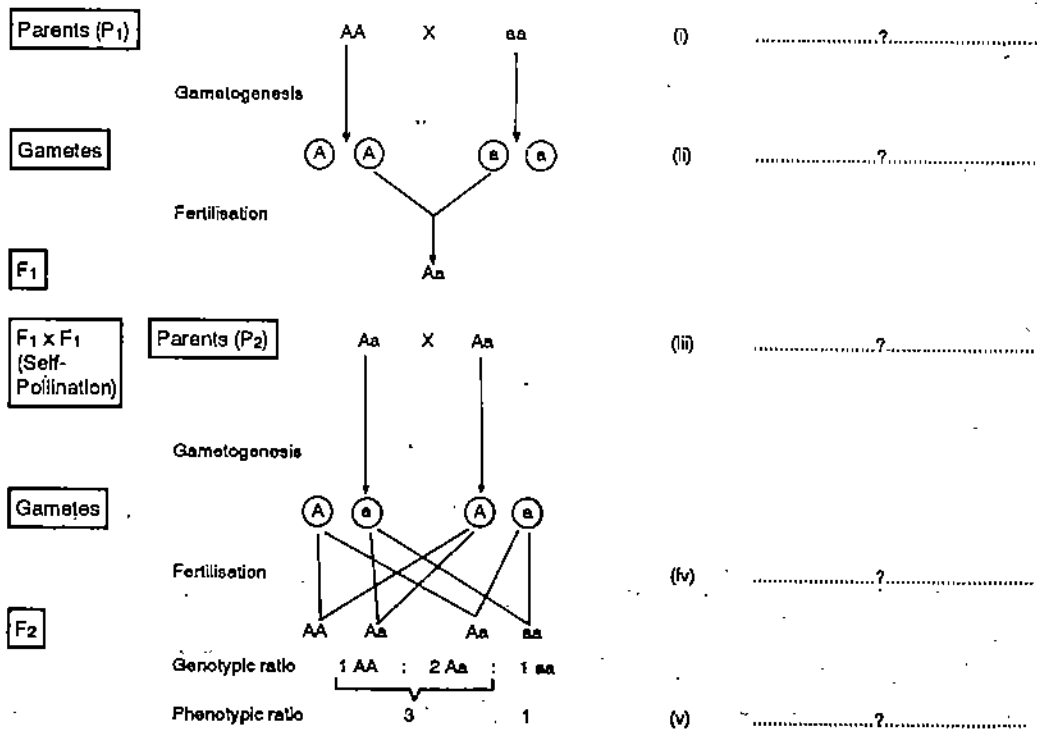 Parents (P1) AA X aa (i) ........?........
Gametogenesis
Gametes A A a a (ii) ........?........
Fertilisation
F1 Aa
F1 x F1 (Self-Pollination) Parents (P2) Aa X Aa (iii) ........?........
Gametogenesis
Gametes A a A a
Fertilisation (iv) ........?........
F2 AA Aa Aa aa
Genotypic ratio 1 AA : 2 Aa : 1 aa
Phenotypic ratio 3 1 (v) ........?........